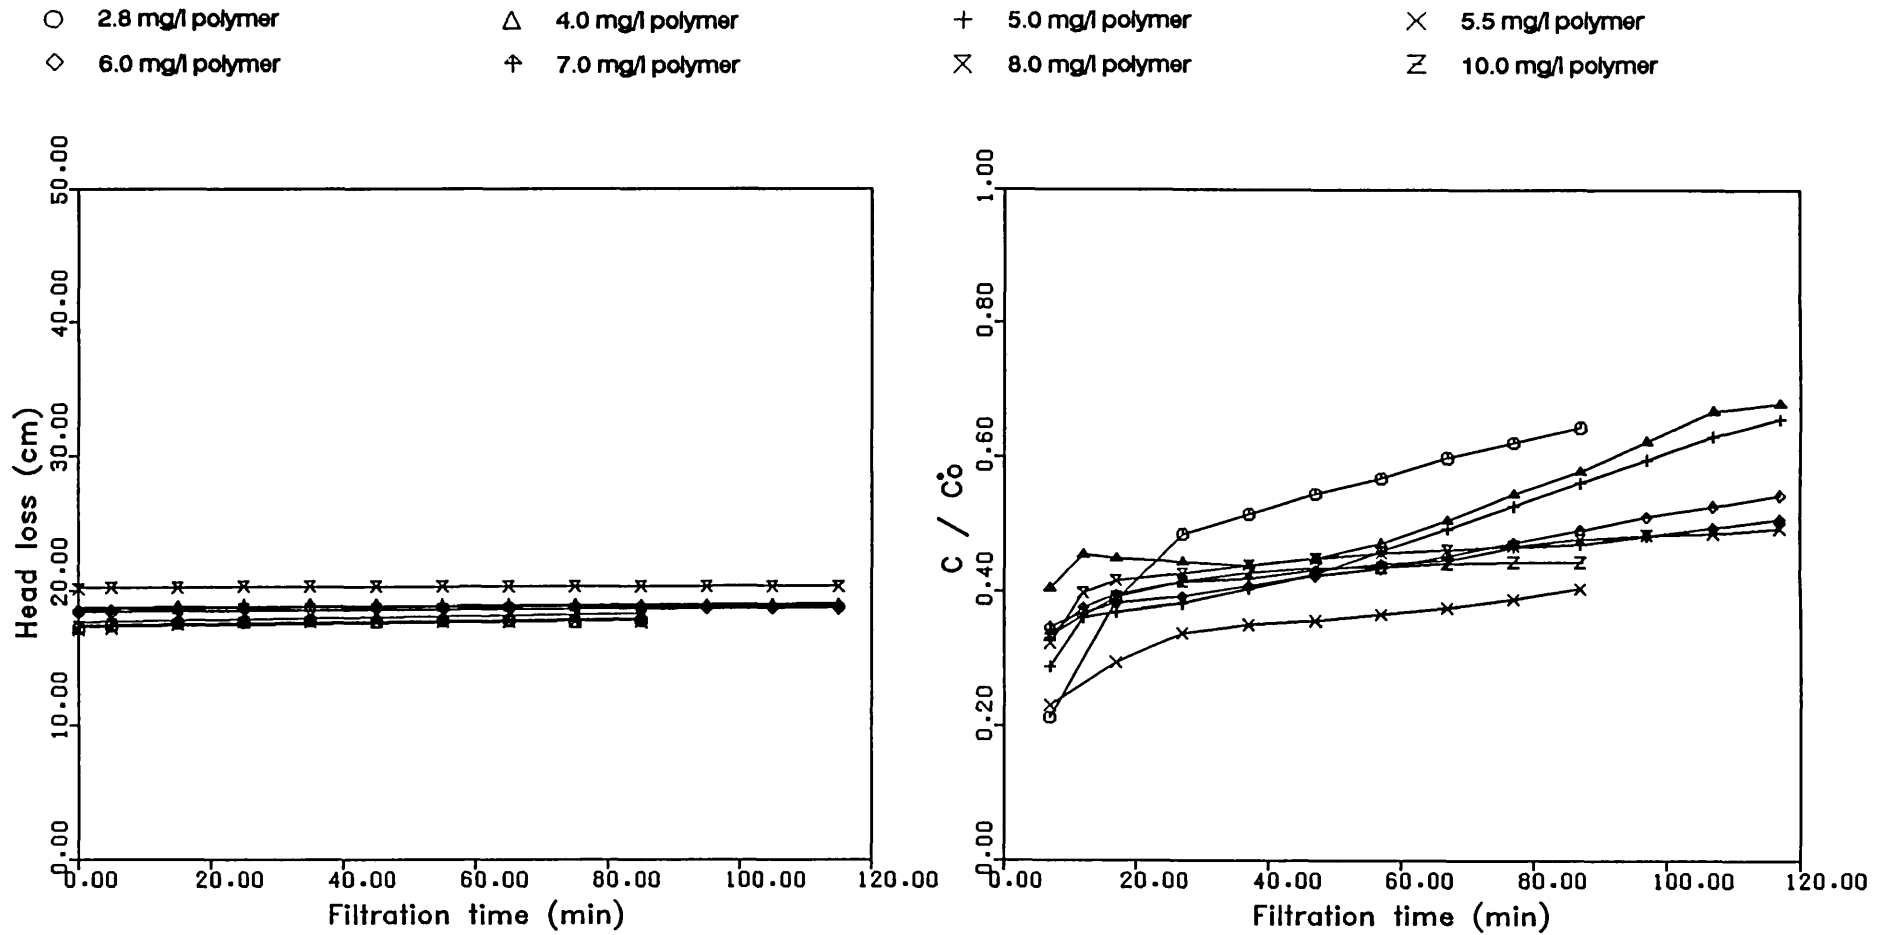 2.8 mg/l polymer 4.0 mg/l polymer 5.0 mg/l polymer 5.5 mg/l polymer
6.0 mg/l polymer 7.0 mg/l polymer 8.0 mg/l polymer 10.0 mg/l polymer
Head loss (cm)
50.00
40.00
30.00
20.00
10.00
0.00
0.00 20.00 40.00 60.00 80.00 100.00 120.00
Filtration time (min)
C / Co
1.00
0.80
0.60
0.40
0.20
0.00
0.00 20.00 40.00 60.00 80.00 100.00 120.00
Filtration time (min)